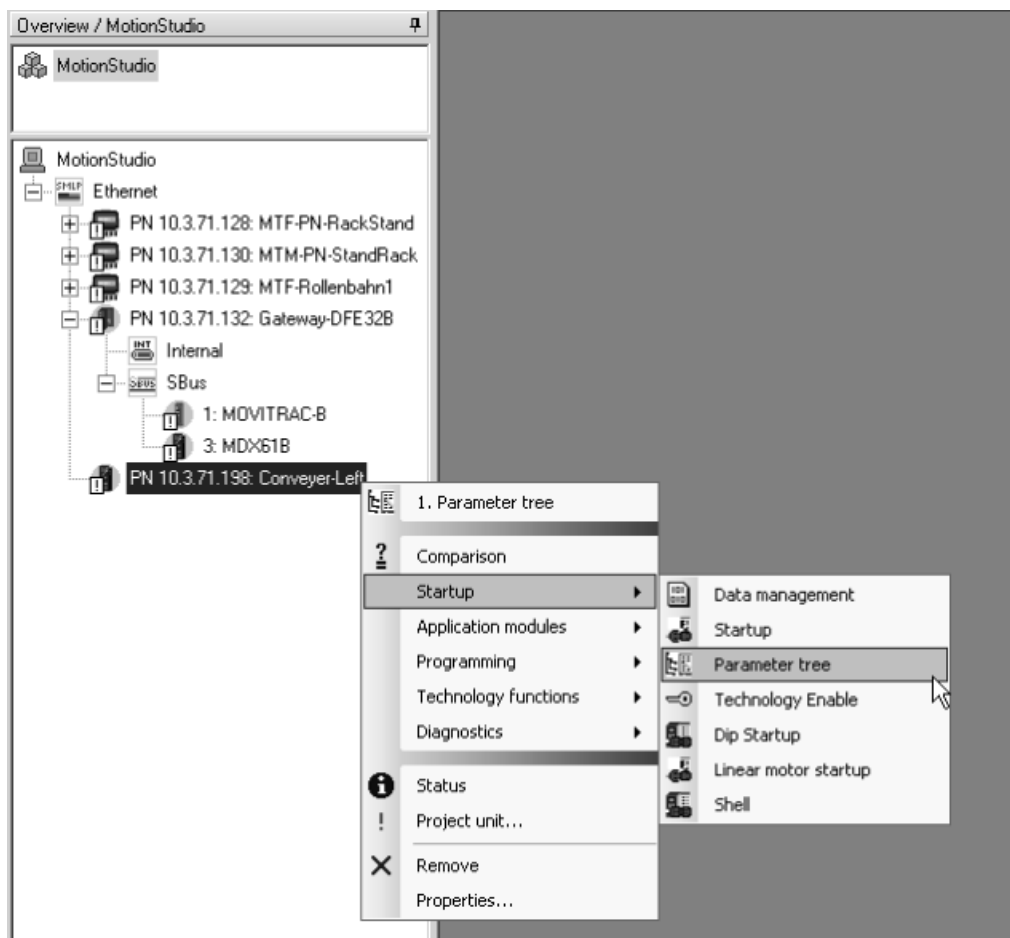 Overview / MotionStudio
MotionStudio
MotionStudio
SMLP Ethernet
PN 10.3.71.128: MTF-PN-RackStand
PN 10.3.71.130: MTM-PN-StandRack
PN 10.3.71.129: MTF-Rollenbahn1
PN 10.3.71.132: Gateway-DFE32B
INT Internal
SBUS SBus
1: MOVITRAC-B
3: MDX61B
PN 10.3.71.198: Conveyer-Left
1. Parameter tree
Comparison
Startup
Application modules
Programming
Technology functions
Diagnostics
Status
Project unit...
Remove
Properties...
Data management
Startup
Parameter tree
Technology Enable
Dip Startup
Linear motor startup
Shell